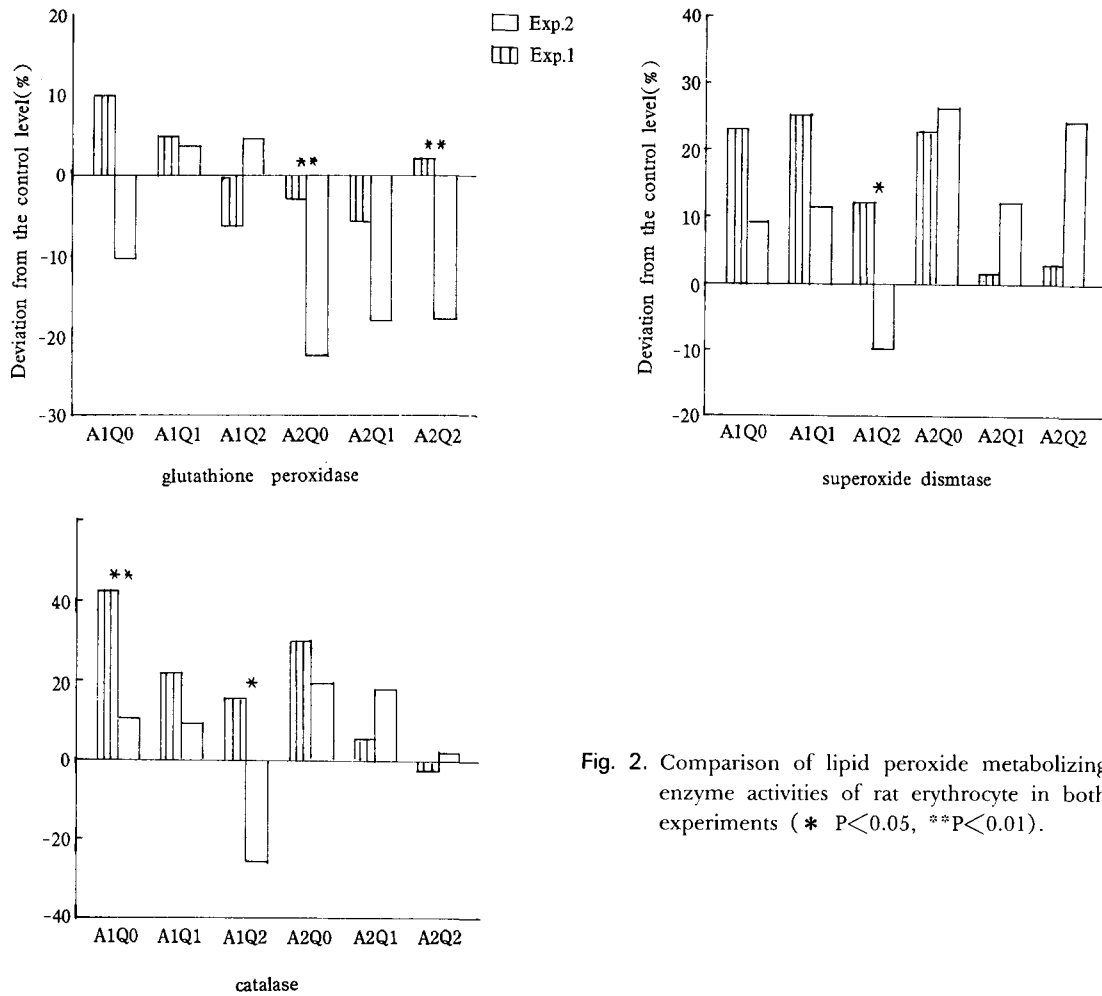 Deviation from the control level(%)
20
10
0
-10
-20
-30
**
**
A1Q0 A1Q1 A1Q2 A2Q0 A2Q1 A2Q2
glutathione peroxidase
Exp.2
Exp.1
Deviation from the control level(%)
40
30
20
10
0
-10
-20
*
A1Q0 A1Q1 A1Q2 A2Q0 A2Q1 A2Q2
superoxide dismtase
40
20
0
-20
-40
**
*
A1Q0 A1Q1 A1Q2 A2Q0 A2Q1 A2Q2
catalase
Fig. 2. Comparison of lipid peroxide metabolizing
enzyme activities of rat erythrocyte in both
experiments (* P<0.05, **P<0.01).